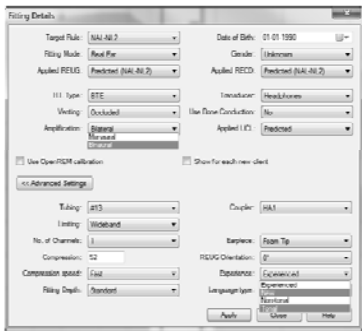 Fitting Details
Target Rule: NAL-NL2 Date of Birth: 01 01 1990
Fitting Mode: Real Ear Gender: Unknown
Applied REUG: Predicted (NAL-NL2) Applied RECD: Predicted (NAL-NL2)
Type: BTE Transducer: Headphones
Venting: Occluded Use Bone Conduction: No
Amplification: Bilateral Applied UCL: Predicted
Use OpenREM calibration Show for each new client
<< Advanced Settings
Tubing: #13 Coupler: HA1
Limiting: Wideband
No. of Channels: 1 Earpiece: Foam Tip
Compression: 52 REUG Orientation: 0°
Compression speed: Fast Experience: Experienced
Experienced
Fitting Depth: Standard Language type:
Non-tonal
Tonal
Apply Close Help